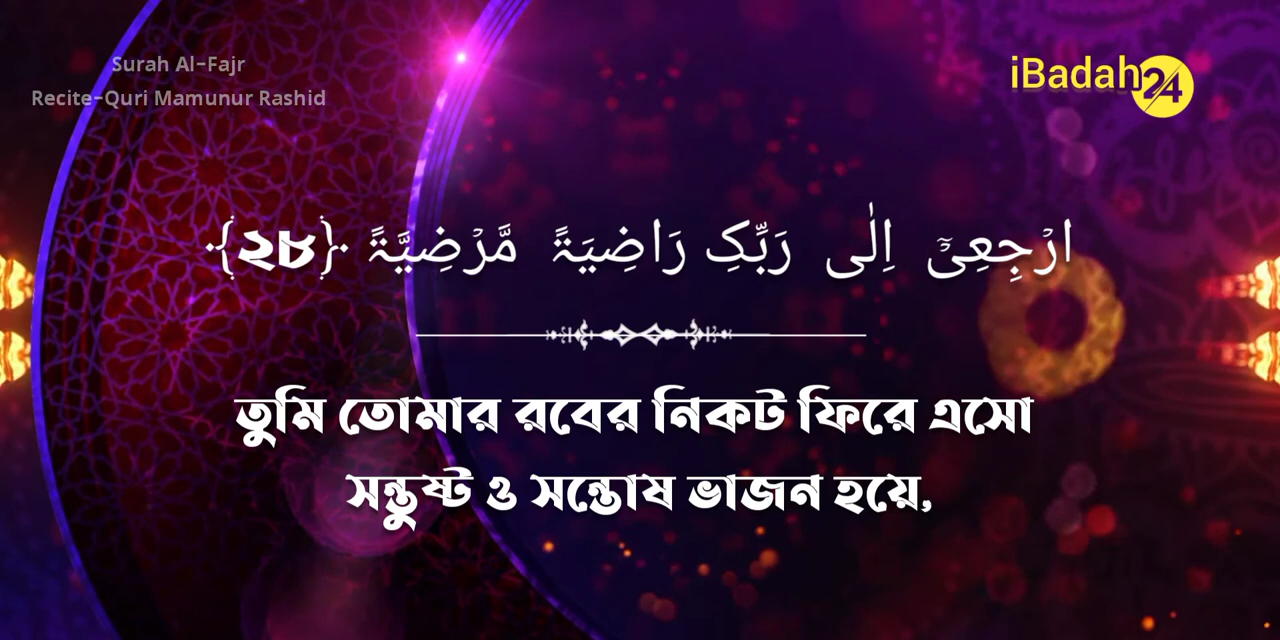 Surah Al-Fajr
Recite-Quri Mamunur Rashid
iBadah24
ارْجِعِیْۤ اِلٰی رَبِّکِ رَاضِیَۃً مَّرْضِیَّۃً ﴿২৮﴾
তুমি তোমার রবের নিকট ফিরে এসো
সন্তুষ্ট ও সন্তোষ ভাজন হয়ে,